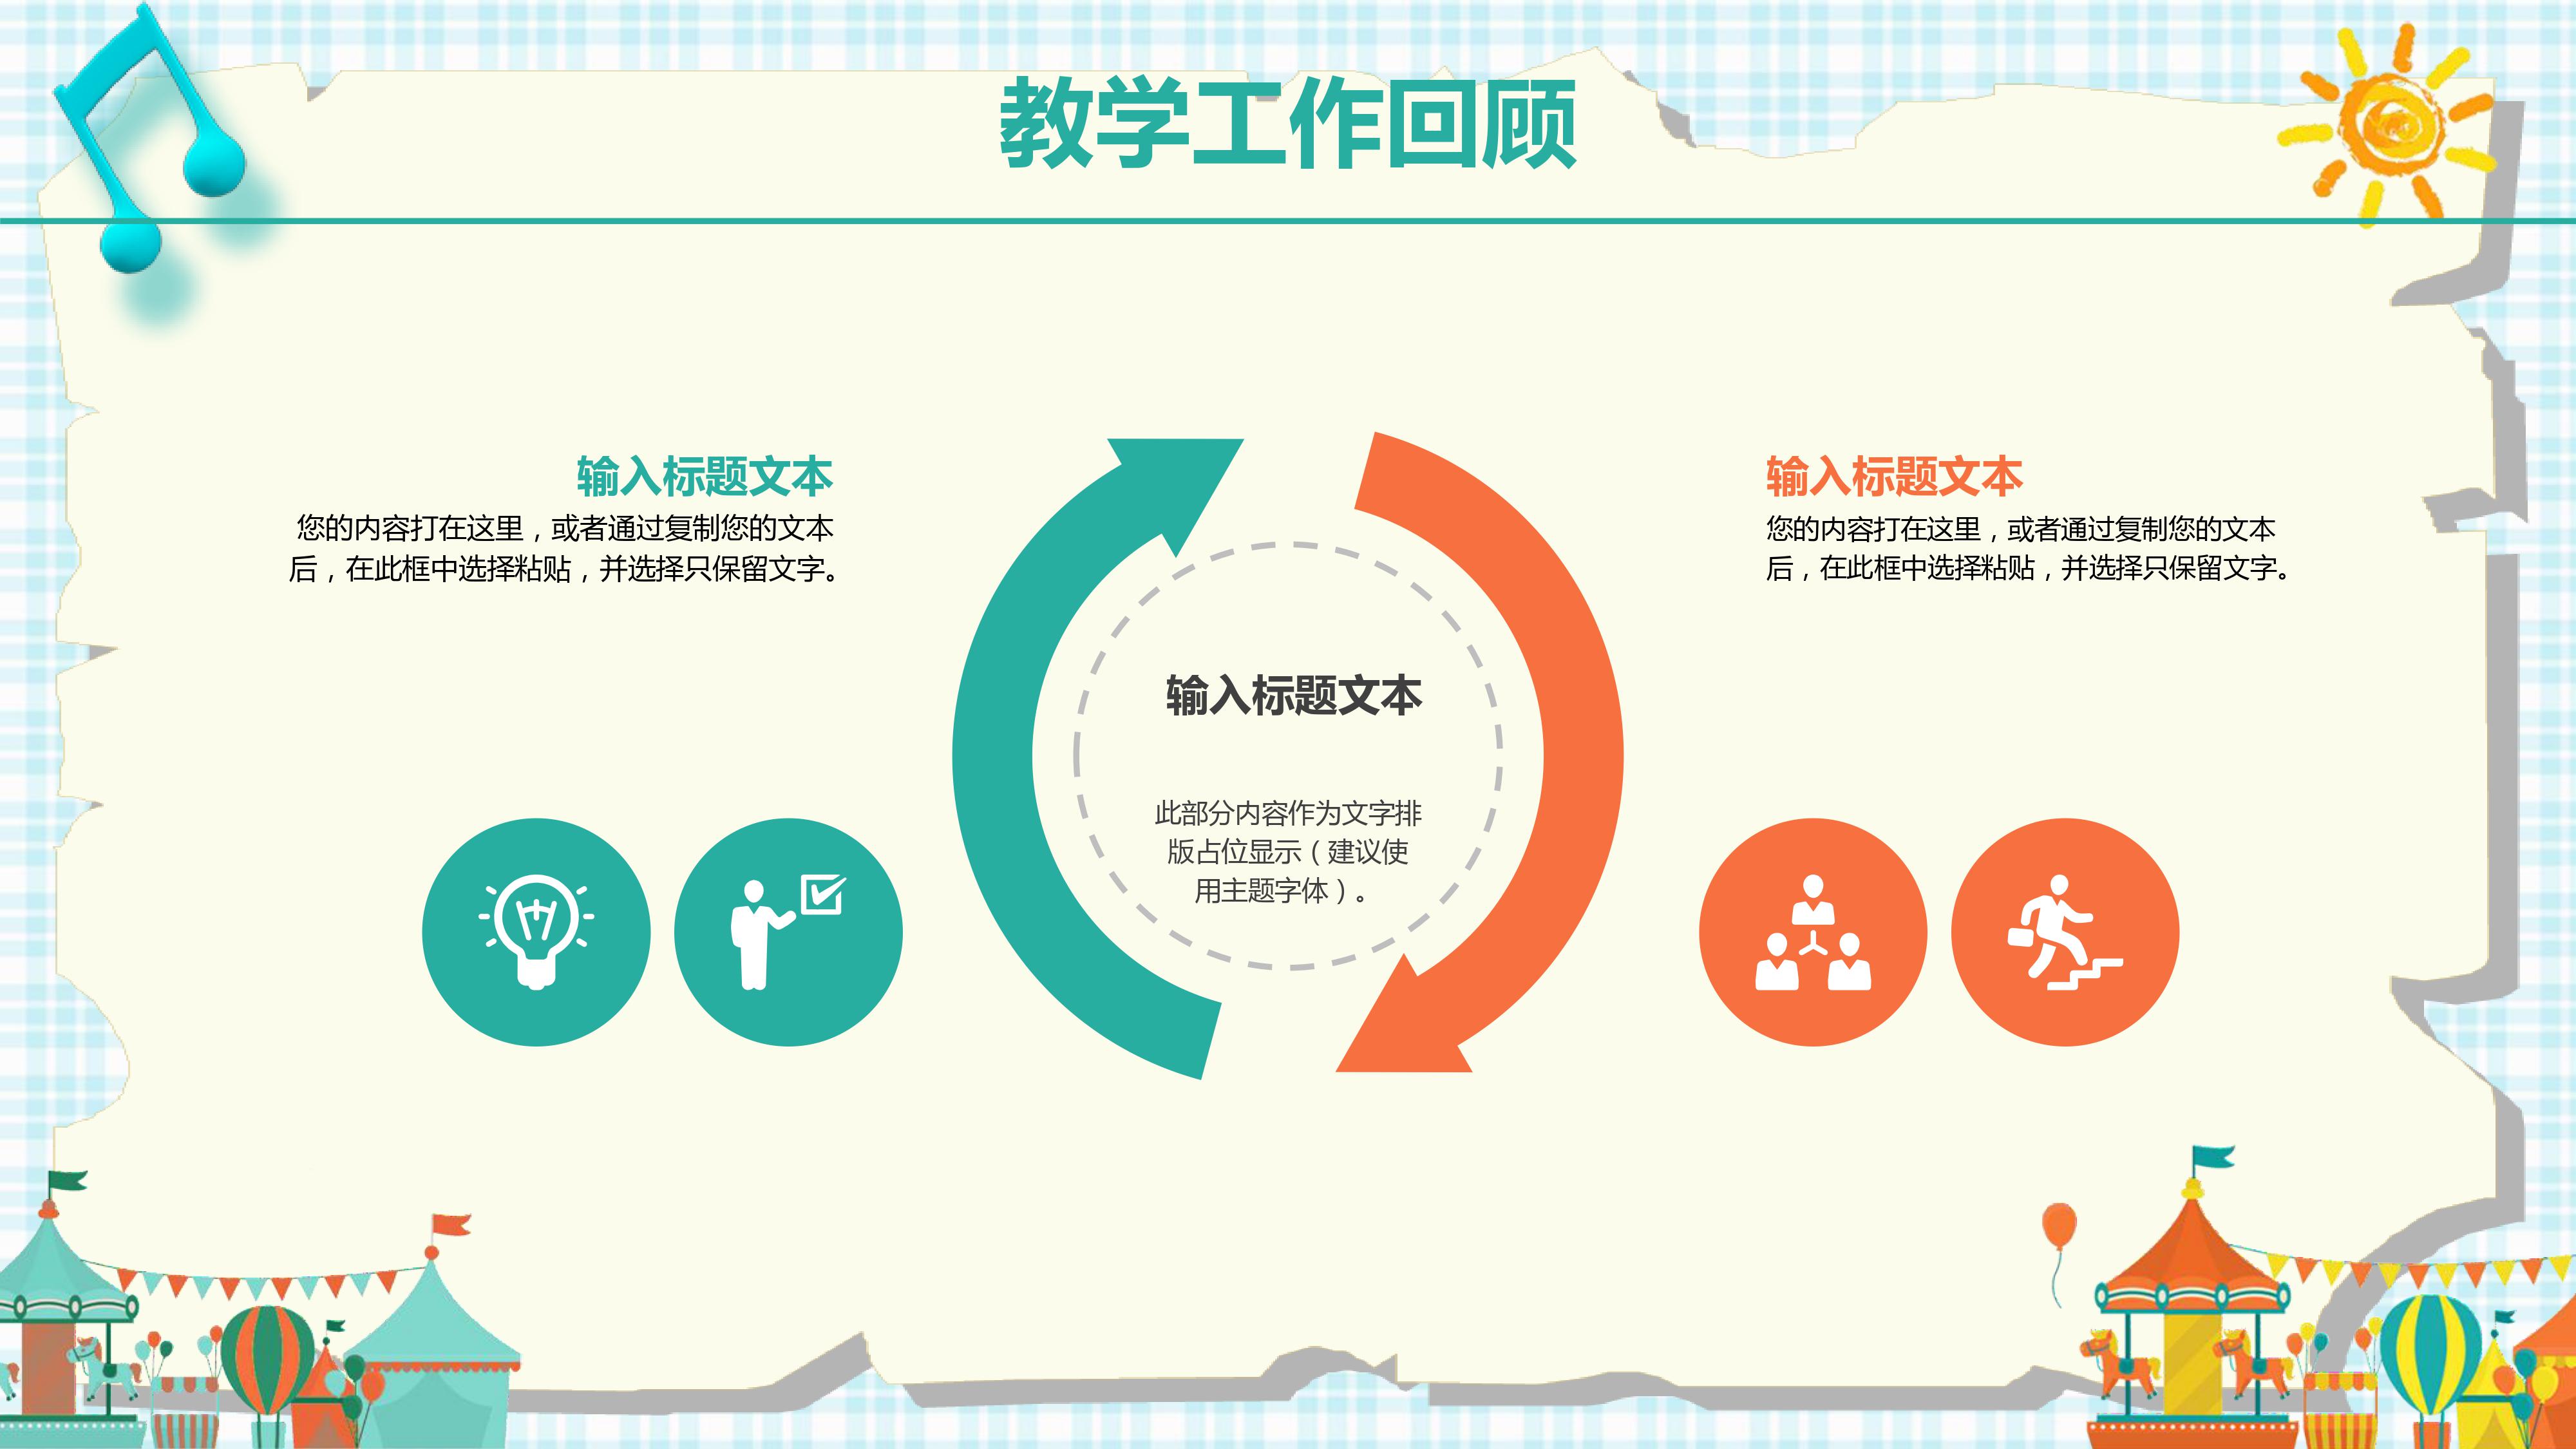 教学工作回顾
输入标题文本
您的内容打在这里，或者通过复制您的文本
后，在此框中选择粘贴，并选择只保留文字。
输入标题文本
此部分内容作为文字排
版占位显示（建议使
用主题字体）。
输入标题文本
您的内容打在这里，或者通过复制您的文本
后，在此框中选择粘贴，并选择只保留文字。